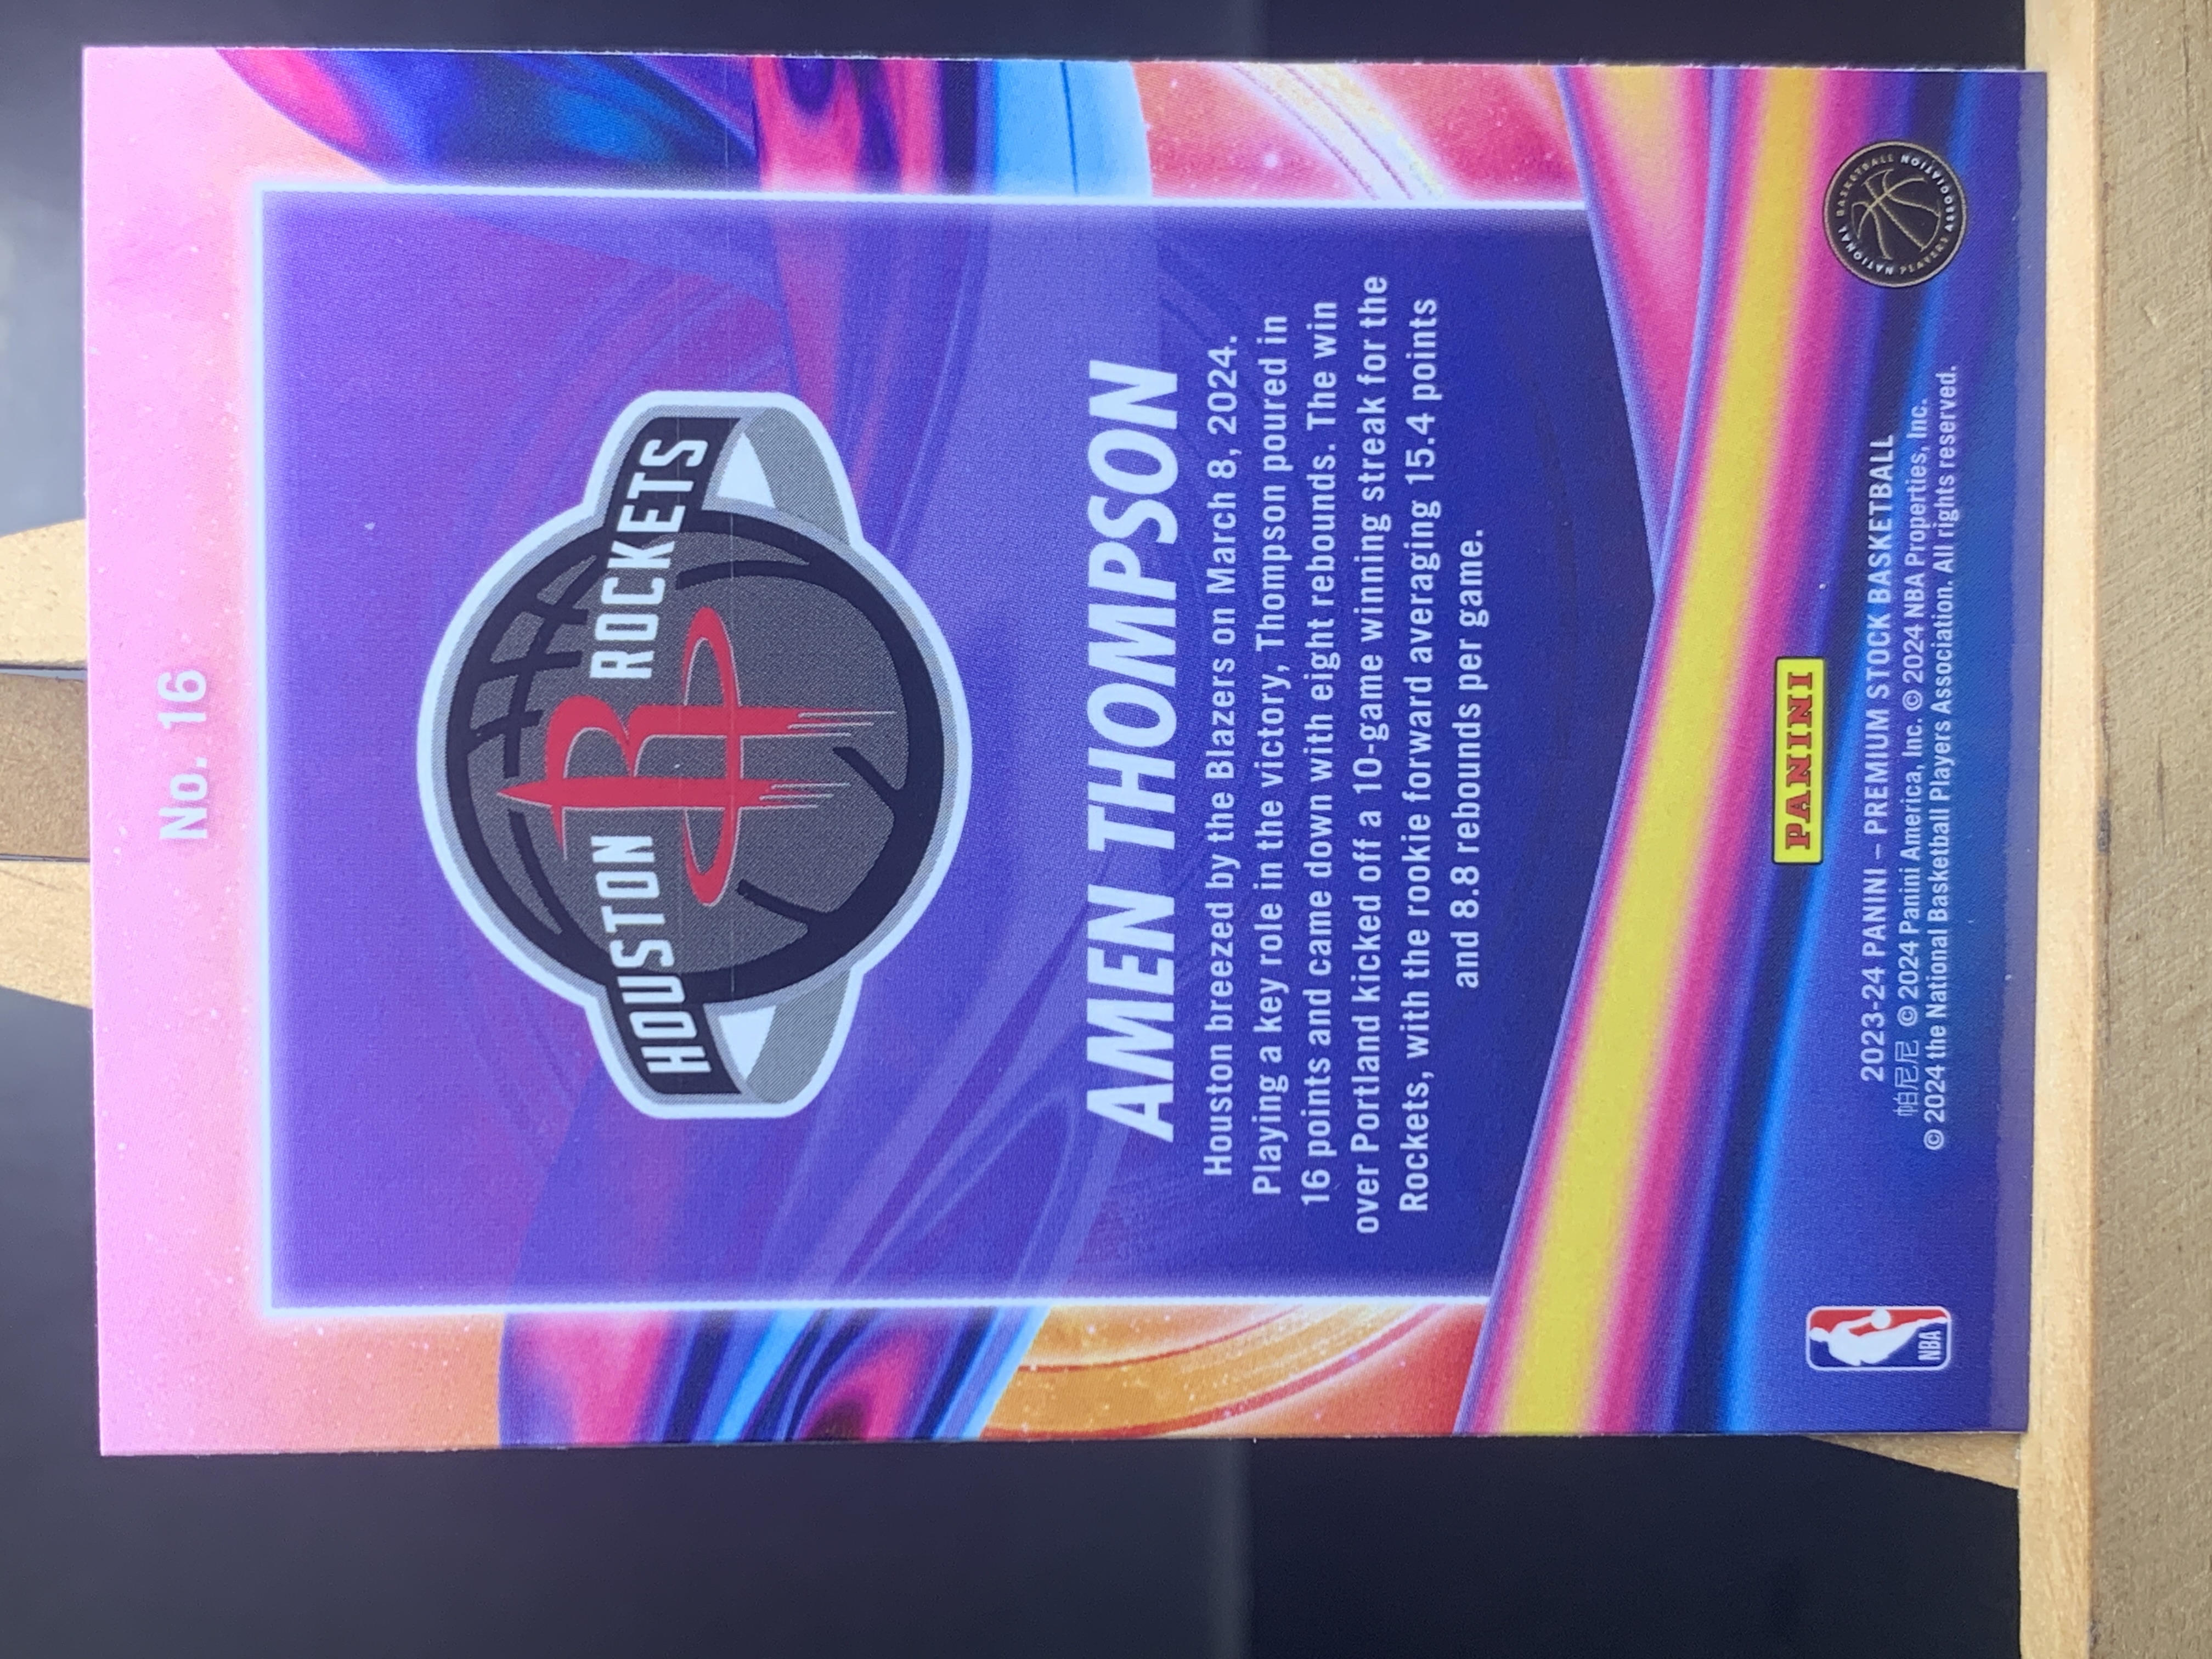 No. 16
HOUSTON ROCKETS
AMEN THOMPSON
Houston breezed by the Blazers on March 8, 2024.
Playing a key role in the victory, Thompson poured in
16 points and came down with eight rebounds. The win
over Portland kicked off a 10-game winning streak for the
Rockets, with the rookie forward averaging 15.4 points
and 8.8 rebounds per game.
PANINI
2023-24 PANINI – PREMIUM STOCK BASKETBALL
帕尼尼 © 2024 Panini America, Inc. © 2024 NBA Properties, Inc.
© 2024 the National Basketball Players Association. All rights reserved.
NBA
NATIONAL BASKETBALL PLAYERS ASSOCIATION